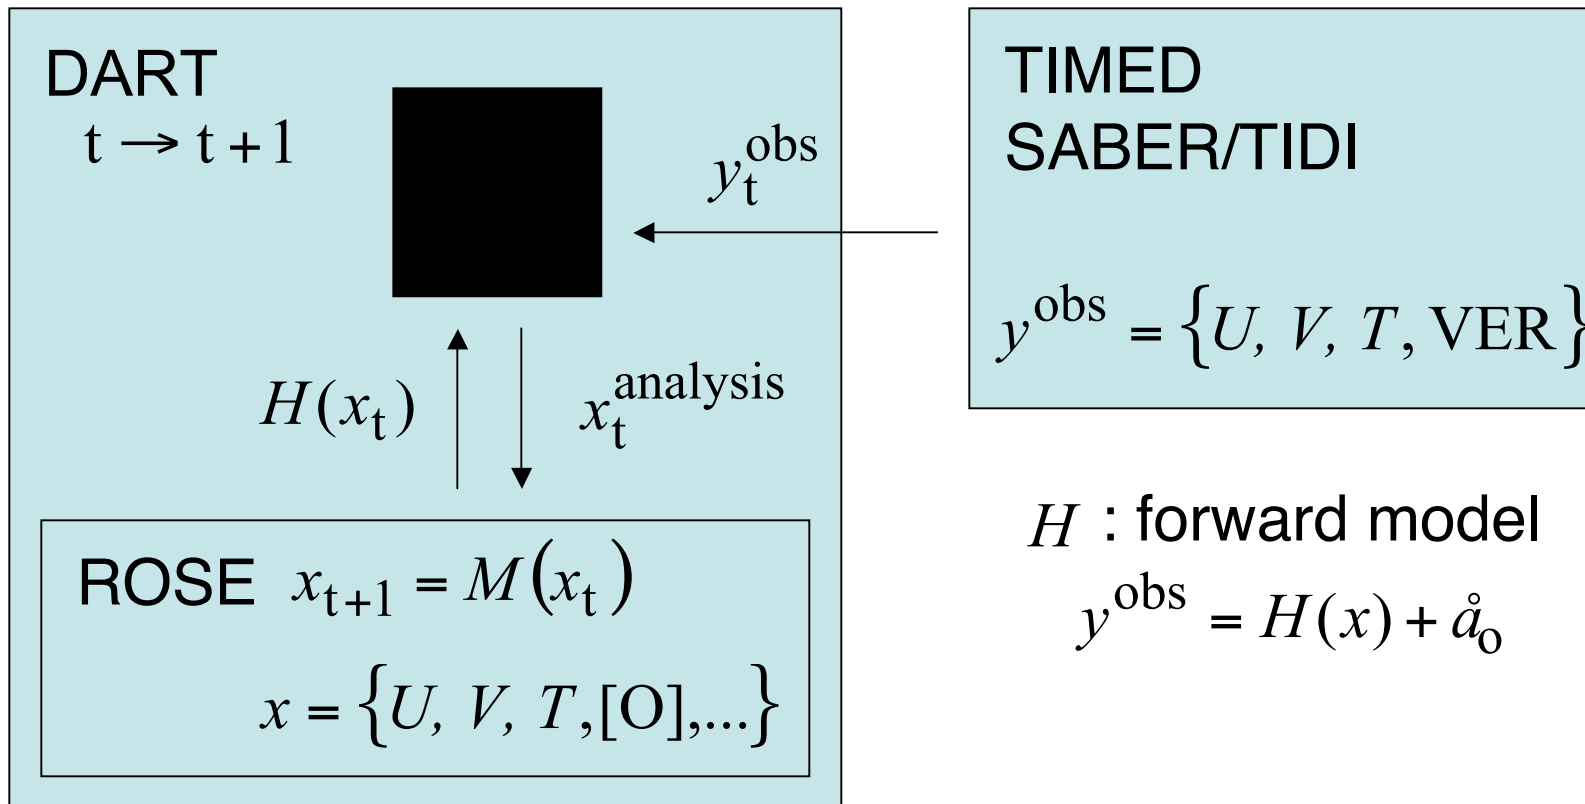 DART
t → t + 1
y_t^obs
H(x_t)
x_t^analysis
ROSE x_{t+1} = M(x_t)
x = {U, V, T,[O],...}
TIMED
SABER/TIDI
y^obs = {U, V, T, VER}
H : forward model
y^obs = H(x) + å_o